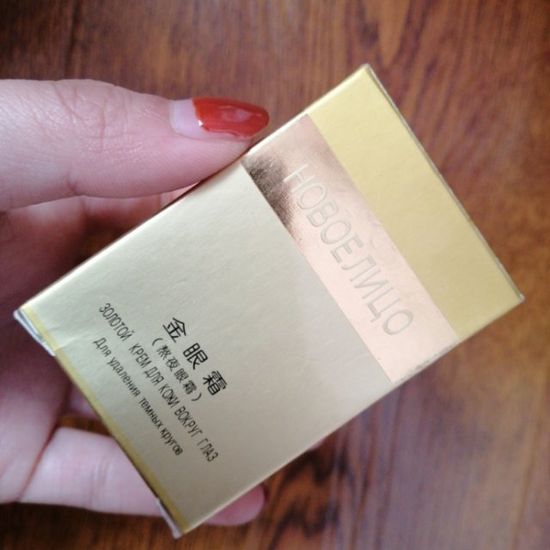 НОВОЕЛИЦО
金眼霜
(熬夜眼霜)
ЗОЛОТОЙ КРЕМ ДЛЯ КОЖИ ВОКРУГ ГЛАЗ
Для удаления темных кругов